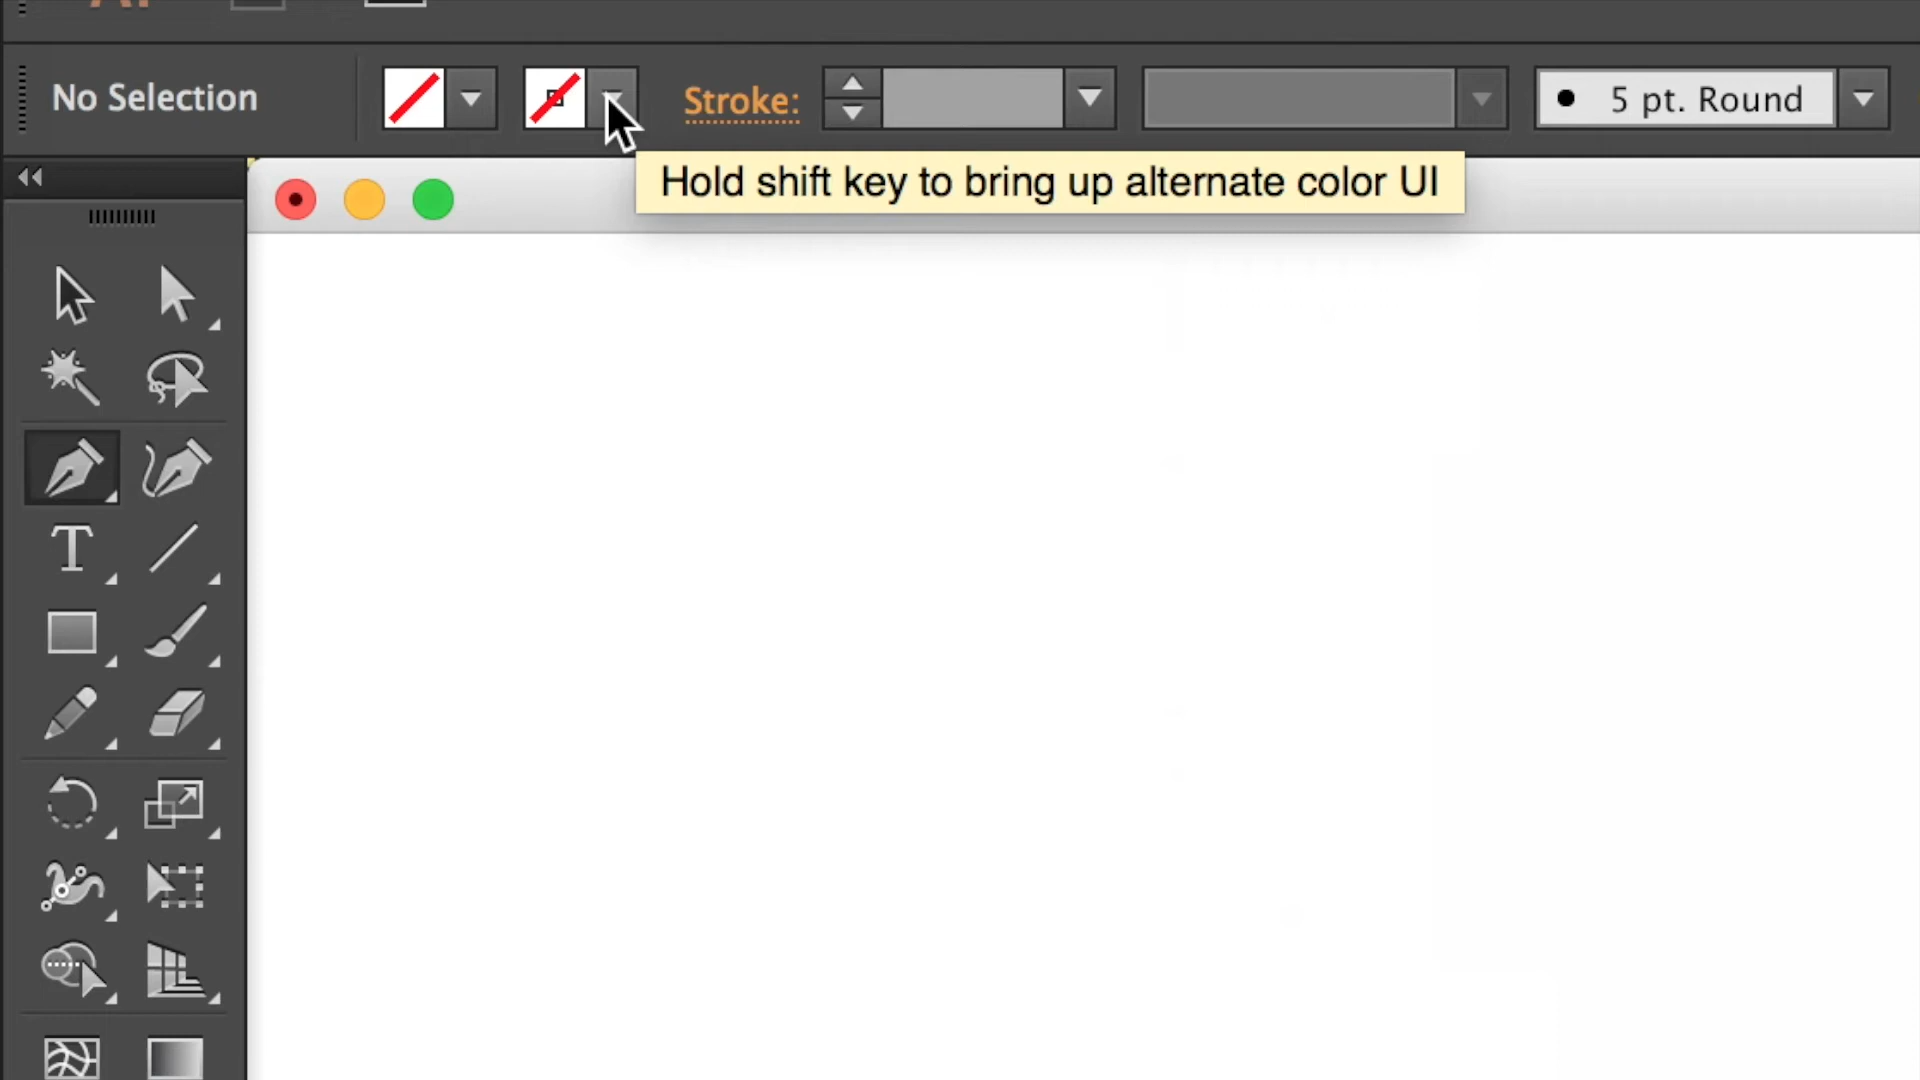 No Selection
Stroke:
5 pt. Round
Hold shift key to bring up alternate color UI